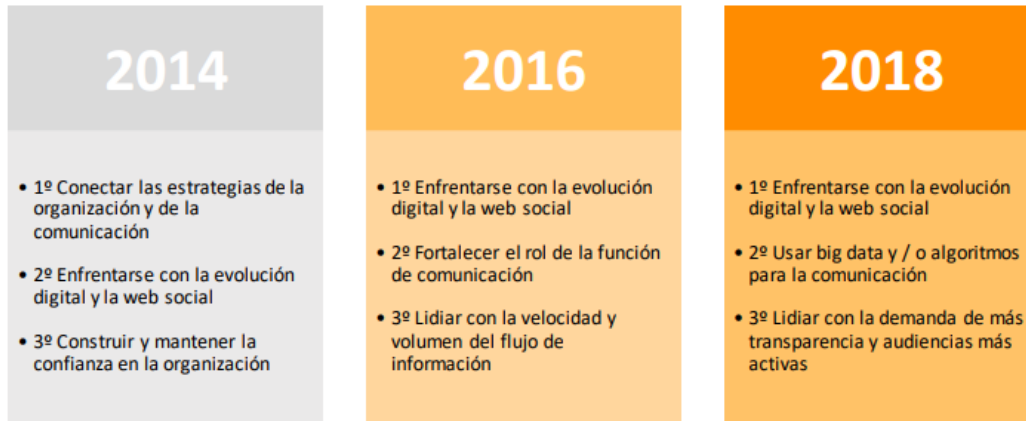 2014
• 1º Conectar las estrategias de la
organización y de la
comunicación
• 2º Enfrentarse con la evolución
digital y la web social
• 3º Construir y mantener la
confianza en la organización
2016
• 1º Enfrentarse con la evolución
digital y la web social
• 2º Fortalecer el rol de la función
de comunicación
• 3º Lidiar con la velocidad y
volumen del flujo de
información
2018
• 1º Enfrentarse con la evolución
digital y la web social
• 2º Usar big data y / o algoritmos
para la comunicación
• 3º Lidiar con la demanda de más
transparencia y audiencias más
activas